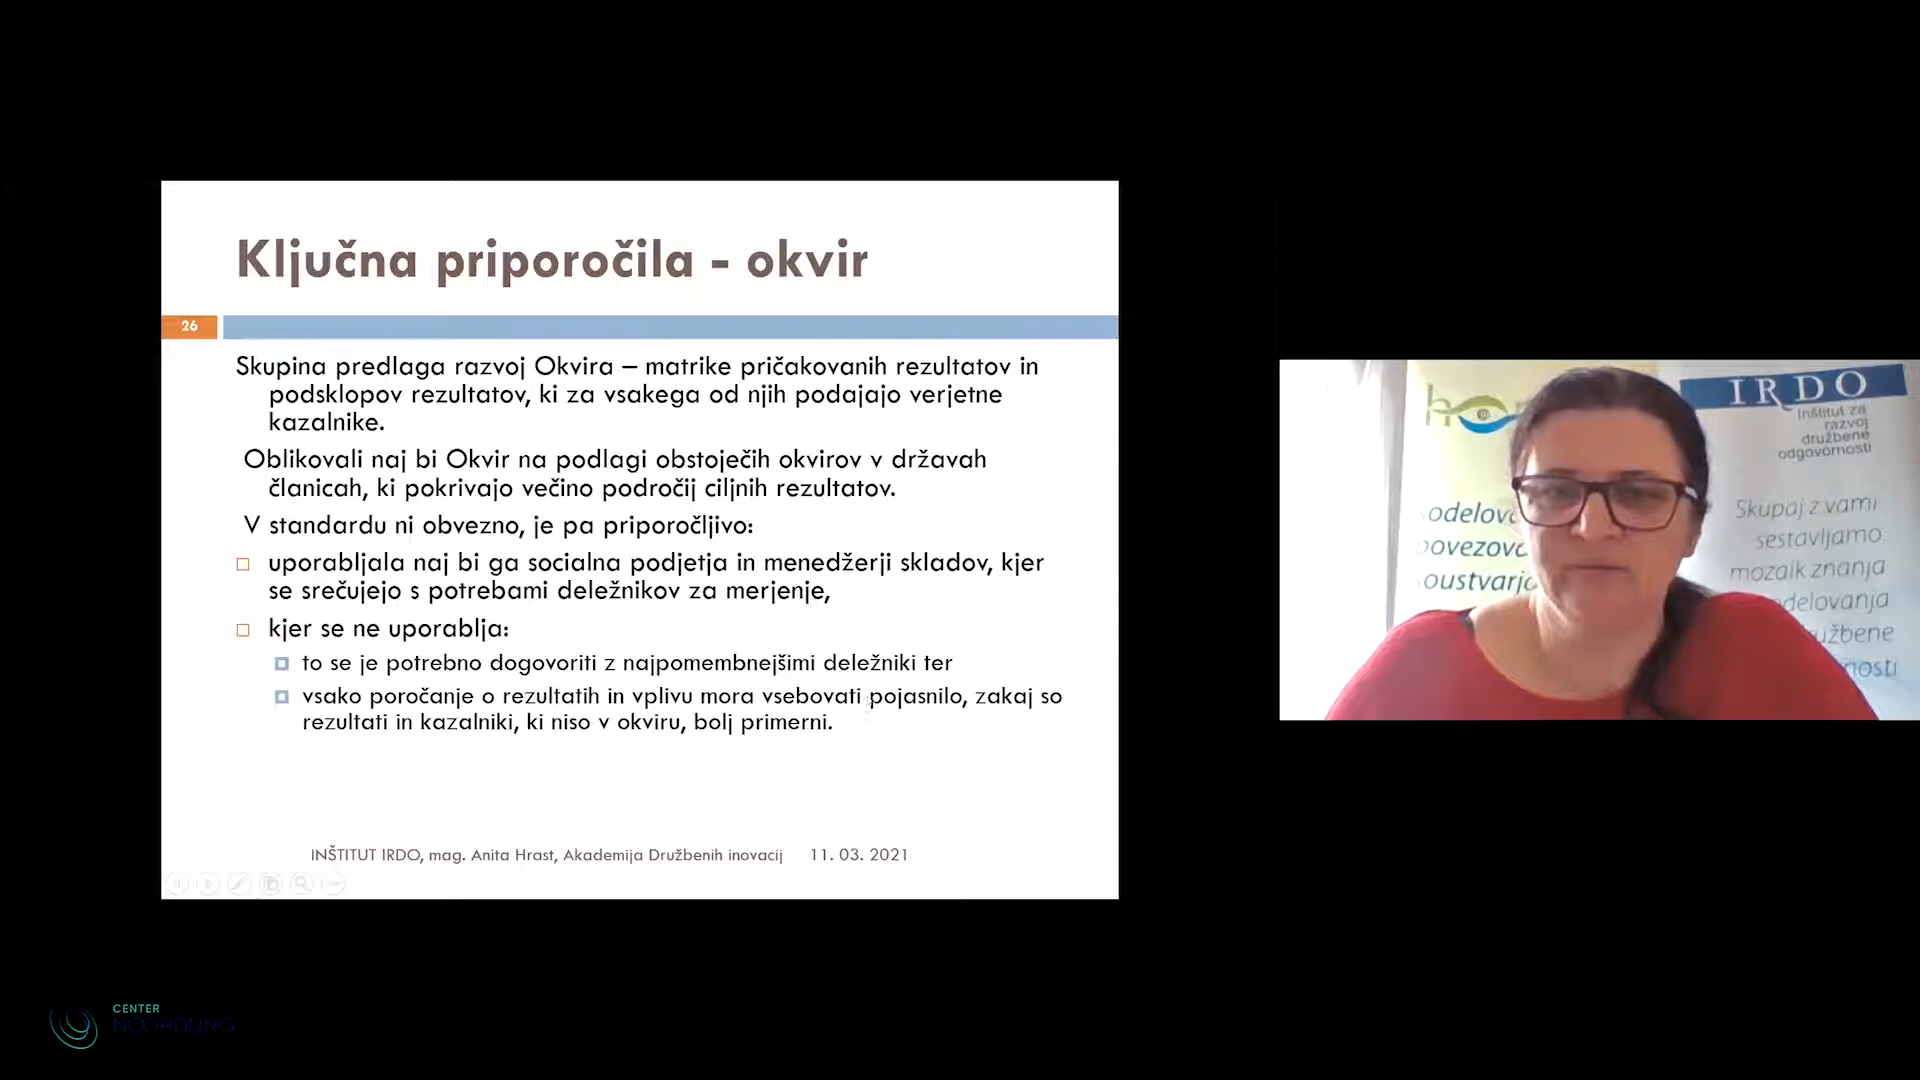 Ključna priporočila - okvir
26
Skupina predlaga razvoj Okvira – matrike pričakovanih rezultatov in
podsklopov rezultatov, ki za vsakega od njih podajajo verjetne
kazalnike.
Oblikovali naj bi Okvir na podlagi obstoječih okvirov v državah
članicah, ki pokrivajo večino področij ciljnih rezultatov.
V standardu ni obvezno, je pa priporočljivo:
uporabljala naj bi ga socialna podjetja in menedžerji skladov, kjer
se srečujejo s potrebami deležnikov za merjenje,
kjer se ne uporablja:
to se je potrebno dogovoriti z najpomembnejšimi deležniki ter
vsako poročanje o rezultatih in vplivu mora vsebovati pojasnilo, zakaj so
rezultati in kazalniki, ki niso v okviru, bolj primerni.
INŠTITUT IRDO, mag. Anita Hrast, Akademija Družbenih inovacij 11. 03. 2021
IRDO
Inštitut za
razvoj
družbene
odgovornosti
Skupaj z vami
sestavljamo
mozaik znanja
CENTER
NOORDUNG